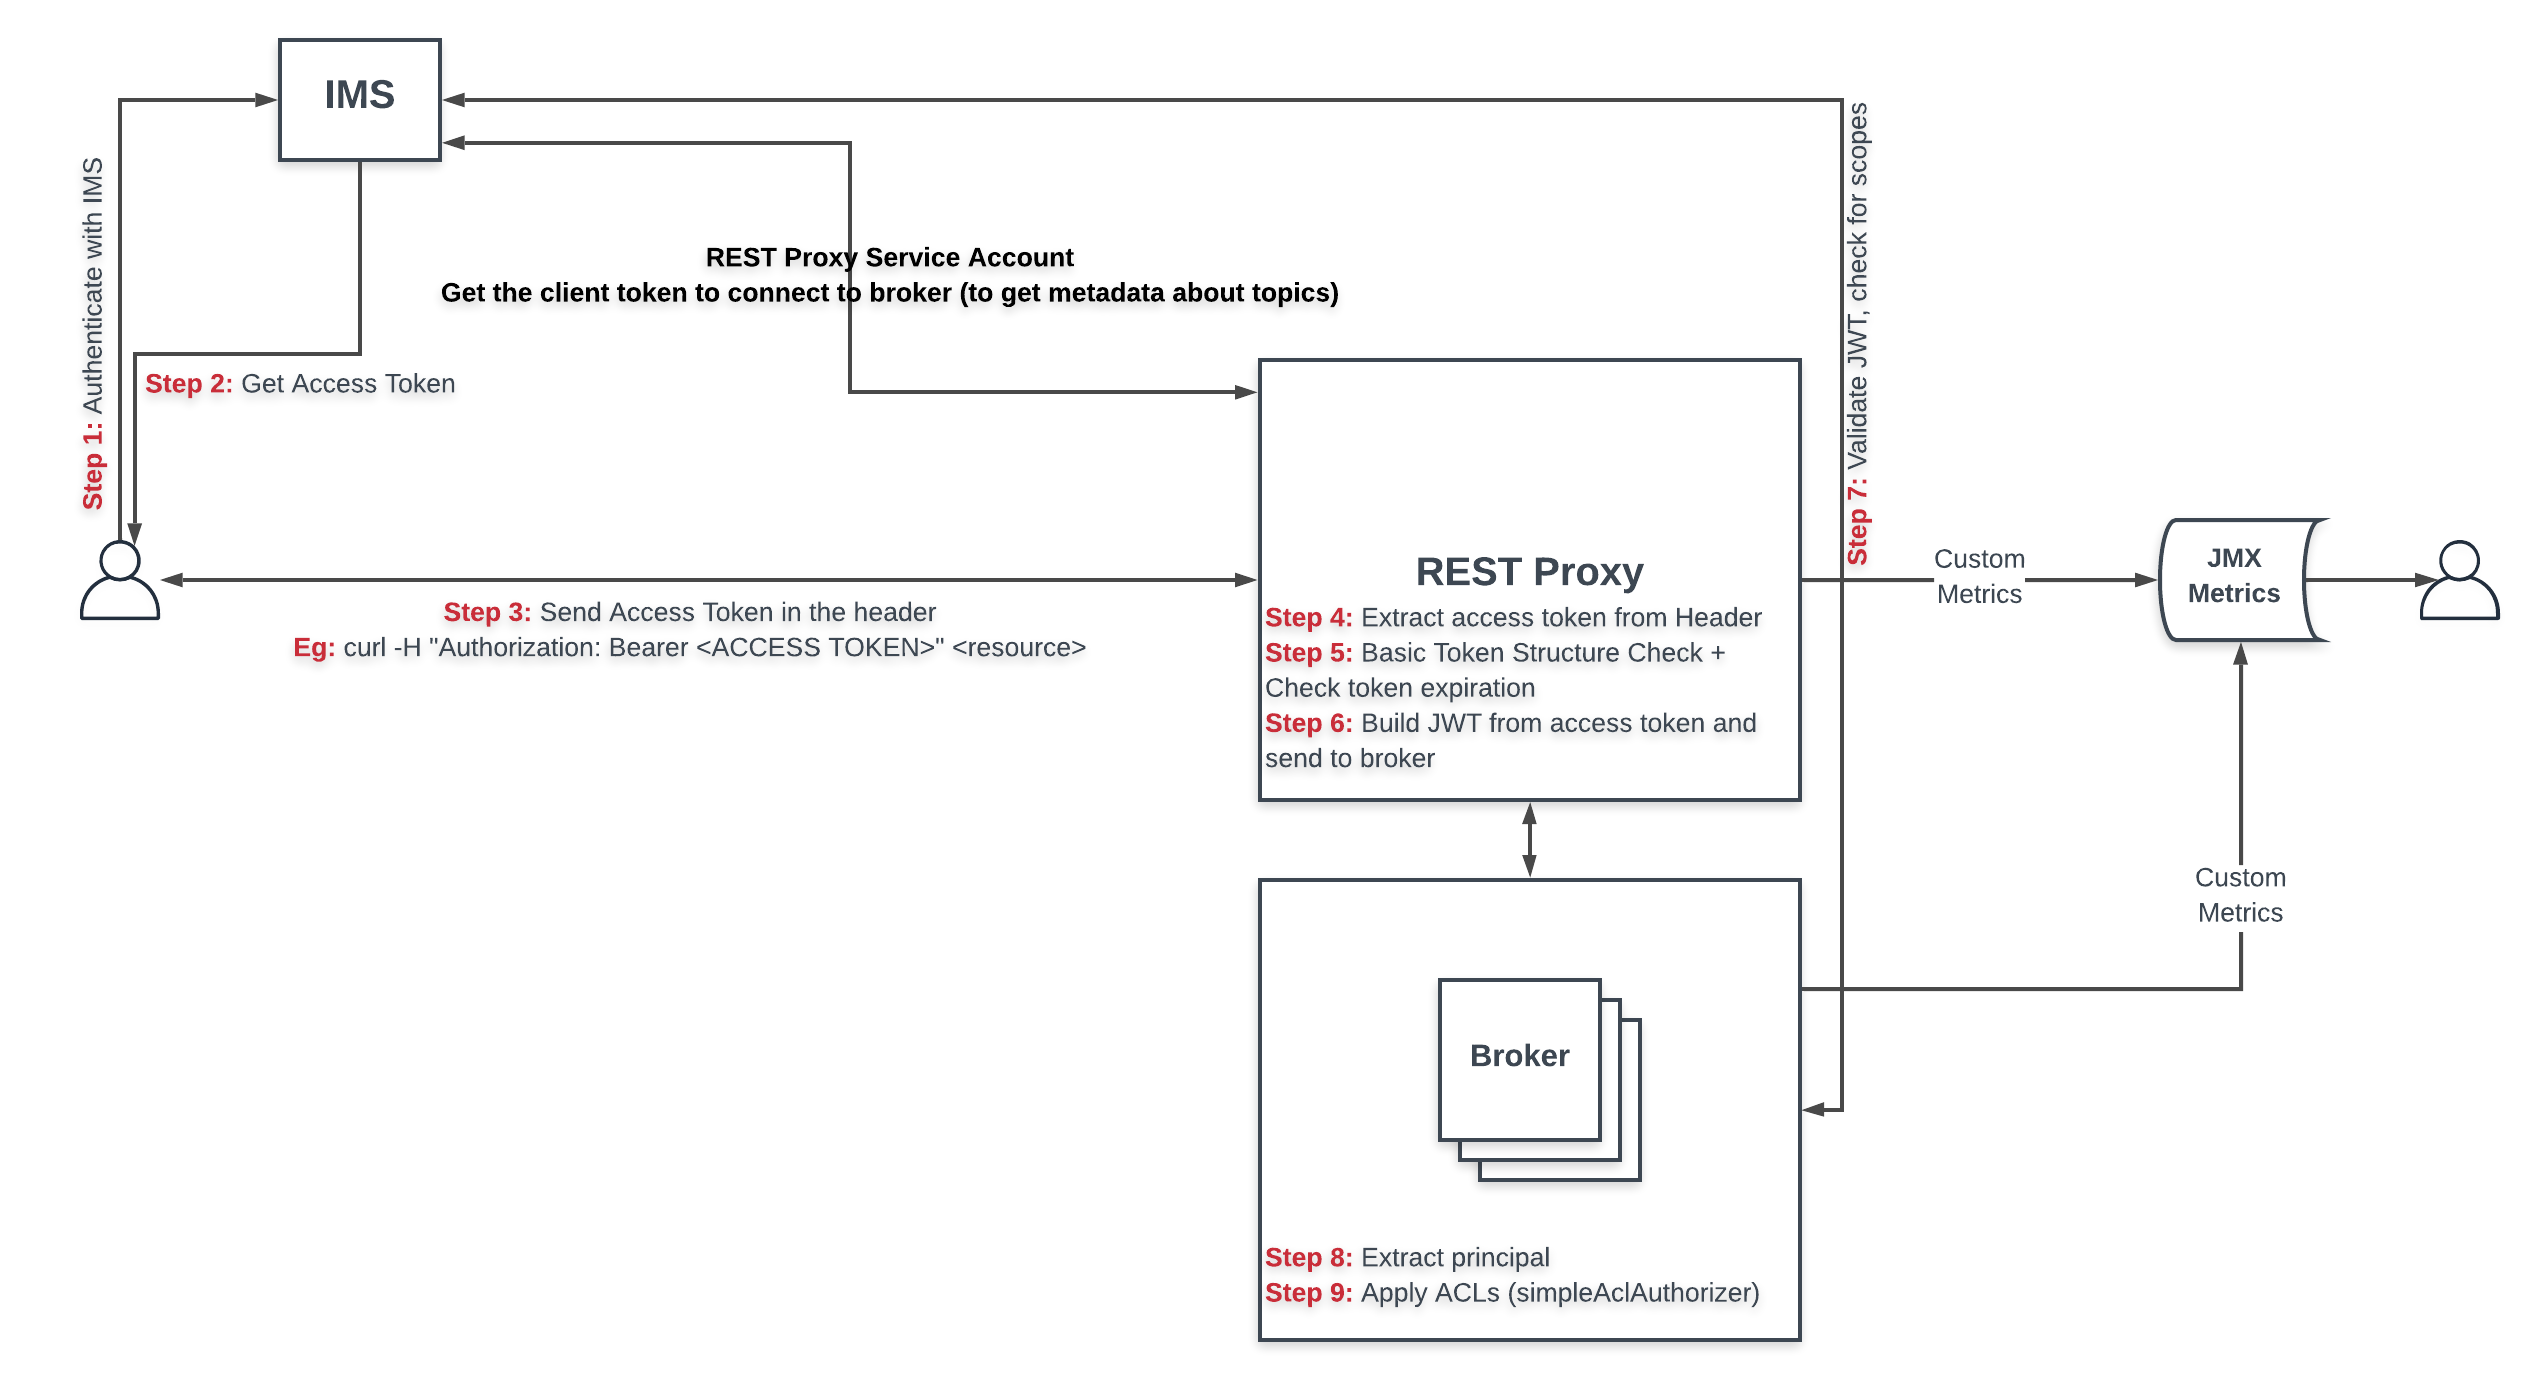 IMS
Step 1: Authenticate with IMS
Step 2: Get Access Token
REST Proxy Service Account
Get the client token to connect to broker (to get metadata about topics)
Step 7: Validate JWT, check for scopes
Step 3: Send Access Token in the header
Eg: curl -H "Authorization: Bearer <ACCESS TOKEN>" <resource>
REST Proxy
Step 4: Extract access token from Header
Step 5: Basic Token Structure Check +
Check token expiration
Step 6: Build JWT from access token and
send to broker
Custom
Metrics
JMX
Metrics
Custom
Metrics
Broker
Step 8: Extract principal
Step 9: Apply ACLs (simpleAclAuthorizer)